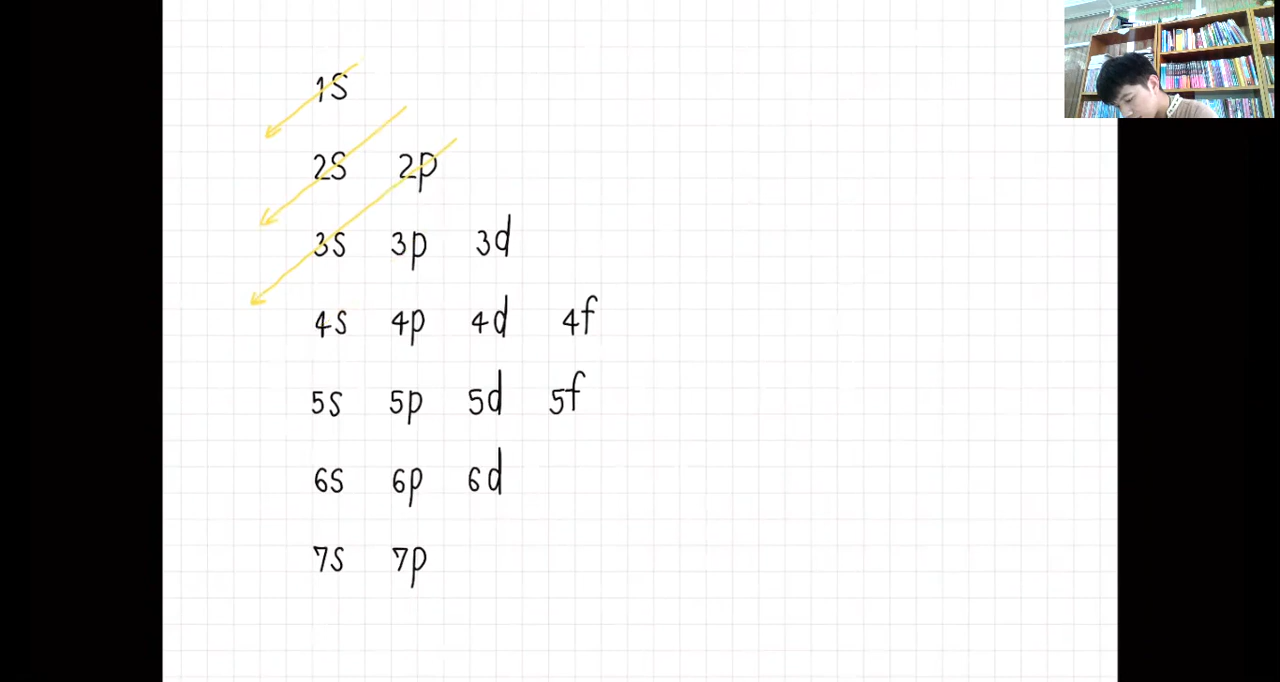 1s
2s 2p
3s 3p 3d
4s 4p 4d 4f
5s 5p 5d 5f
6s 6p 6d
7s 7p